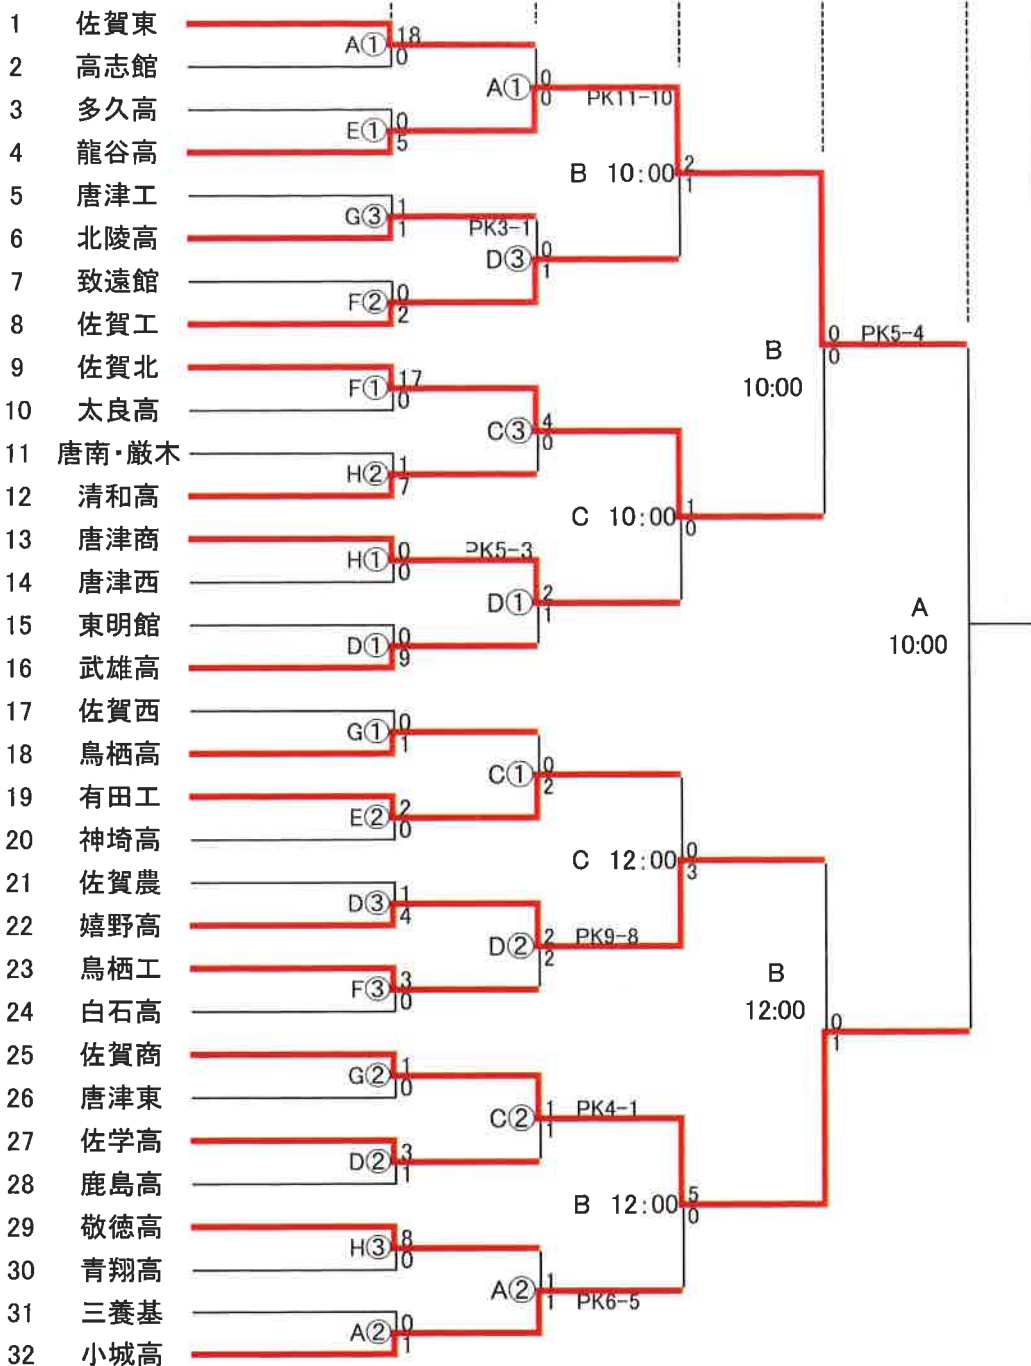 1 佐賀東
A① 18
2 高志館 0
A① 0
0 PK11-10
3 多久高
E① 0
4 龍谷高 5
B 10:00 2
1
5 唐津工
G③ 1
6 北陵高 1
PK3-1
D③ 0
1
7 致遠館
F② 0
8 佐賀工 2
B
10:00
0 PK5-4
0
9 佐賀北
F① 17
10 太良高 0
C③ 4
0
11 唐南・厳木
H② 1
12 清和高 7
C 10:00 1
0
13 唐津商
H① 0
14 唐津西 0
PK5-3
D① 2
1
15 東明館
D① 0
16 武雄高 9
A
10:00
17 佐賀西
G① 0
18 鳥栖高 1
C① 0
2
19 有田工
E② 2
20 神埼高 0
C 12:00 0
3
21 佐賀農
D③ 1
22 嬉野高 4
D② 2 PK9-8
2
23 鳥栖工
F③ 3
24 白石高 0
B
12:00
0
1
25 佐賀商
G② 1
26 唐津東 0
C② 1 PK4-1
1
27 佐学高
D② 3
28 鹿島高 1
B 12:00 5
0
29 敬徳高
H③ 8
30 青翔高 0
A② 1
1 PK6-5
31 三養基
A② 0
32 小城高 1